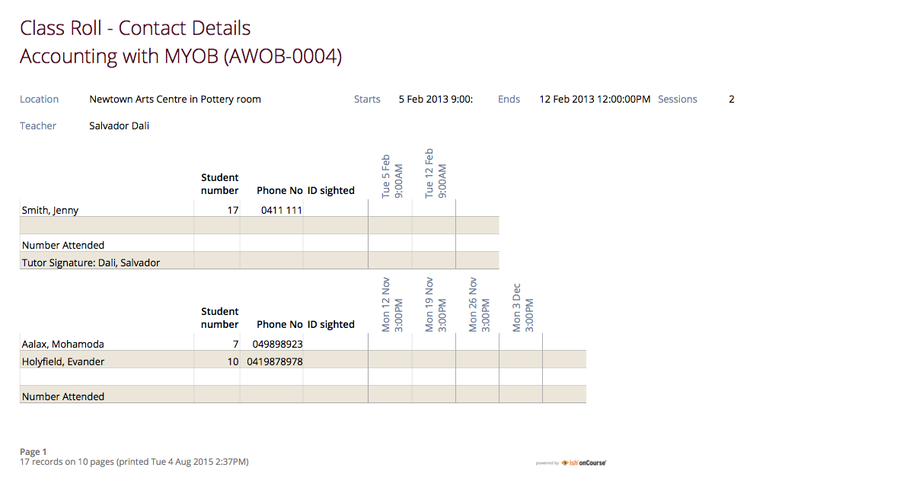 Class Roll - Contact Details
Accounting with MYOB (AWOB-0004)
Location Newtown Arts Centre in Pottery room Starts 5 Feb 2013 9:00: Ends 12 Feb 2013 12:00:00PM Sessions 2
Teacher Salvador Dali
Student number Phone No ID sighted Tue 5 Feb 9:00AM Tue 12 Feb 9:00AM
Smith, Jenny 17 0411 111
Number Attended
Tutor Signature: Dali, Salvador
Student number Phone No ID sighted Mon 12 Nov 3:00PM Mon 19 Nov 3:00PM Mon 26 Nov 3:00PM Mon 3 Dec 3:00PM
Aalax, Mohamoda 7 049898923
Holyfield, Evander 10 0419878978
Number Attended
Page 1
17 records on 10 pages (printed Tue 4 Aug 2015 2:37PM)
powered by ish onCourse